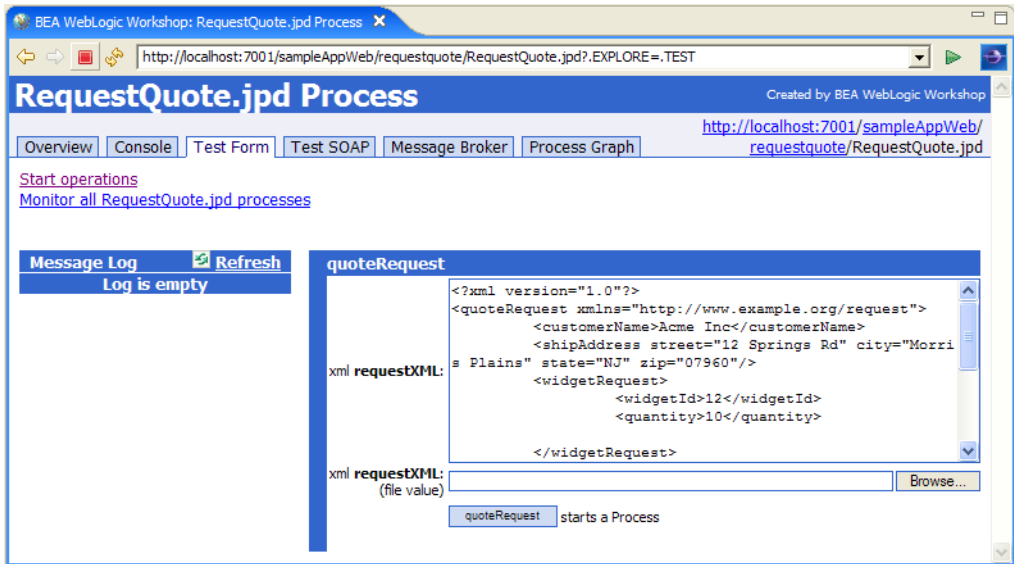 BEA WebLogic Workshop: RequestQuote.jpd Process
http://localhost:7001/sampleAppWeb/requestquote/RequestQuote.jpd?.EXPLORE=.TEST
RequestQuote.jpd Process
Created by BEA WebLogic Workshop
http://localhost:7001/sampleAppWeb/
requestquote/RequestQuote.jpd
Overview Console Test Form Test SOAP Message Broker Process Graph
Start operations
Monitor all RequestQuote.jpd processes
Message Log Refresh
Log is empty
quoteRequest
xml requestXML:
<?xml version="1.0"?>
<quoteRequest xmlns="http://www.example.org/request">
<customerName>Acme Inc</customerName>
<shipAddress street="12 Springs Rd" city="Morri
s Plains" state="NJ" zip="07960"/>
<widgetRequest>
<widgetId>12</widgetId>
<quantity>10</quantity>
</widgetRequest>
xml requestXML:
(file value)
Browse...
quoteRequest starts a Process